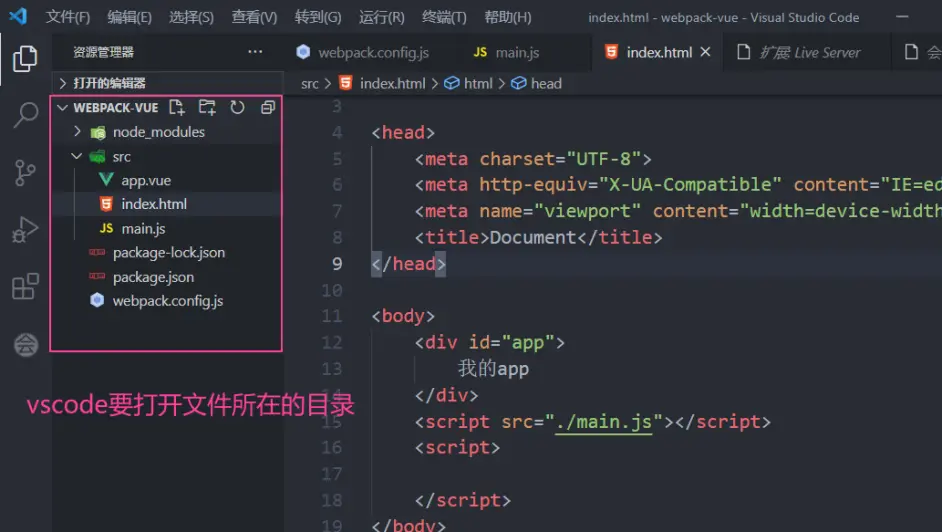 文件(F) 编辑(E) 选择(S) 查看(V) 转到(G) 运行(R) 终端(T) 帮助(H) index.html - webpack-vue - Visual Studio Code
资源管理器 ...
webpack.config.js JS main.js index.html 扩展 Live Server 会
打开的编辑器
src > index.html > html > head
WEBPACK-VUE
node_modules
src
app.vue
index.html
JS main.js
package-lock.json
package.json
webpack.config.js
vscode要打开文件所在的目录
3
4 <head>
5 <meta charset="UTF-8">
6 <meta http-equiv="X-UA-Compatible" content="IE=ed
7 <meta name="viewport" content="width=device-width
8 <title>Document</title>
9 </head>
10
11 <body>
12 <div id="app">
13 我的app
14 </div>
15 <script src="./main.js"></script>
16 <script>
17
18 </script>
19 </body>